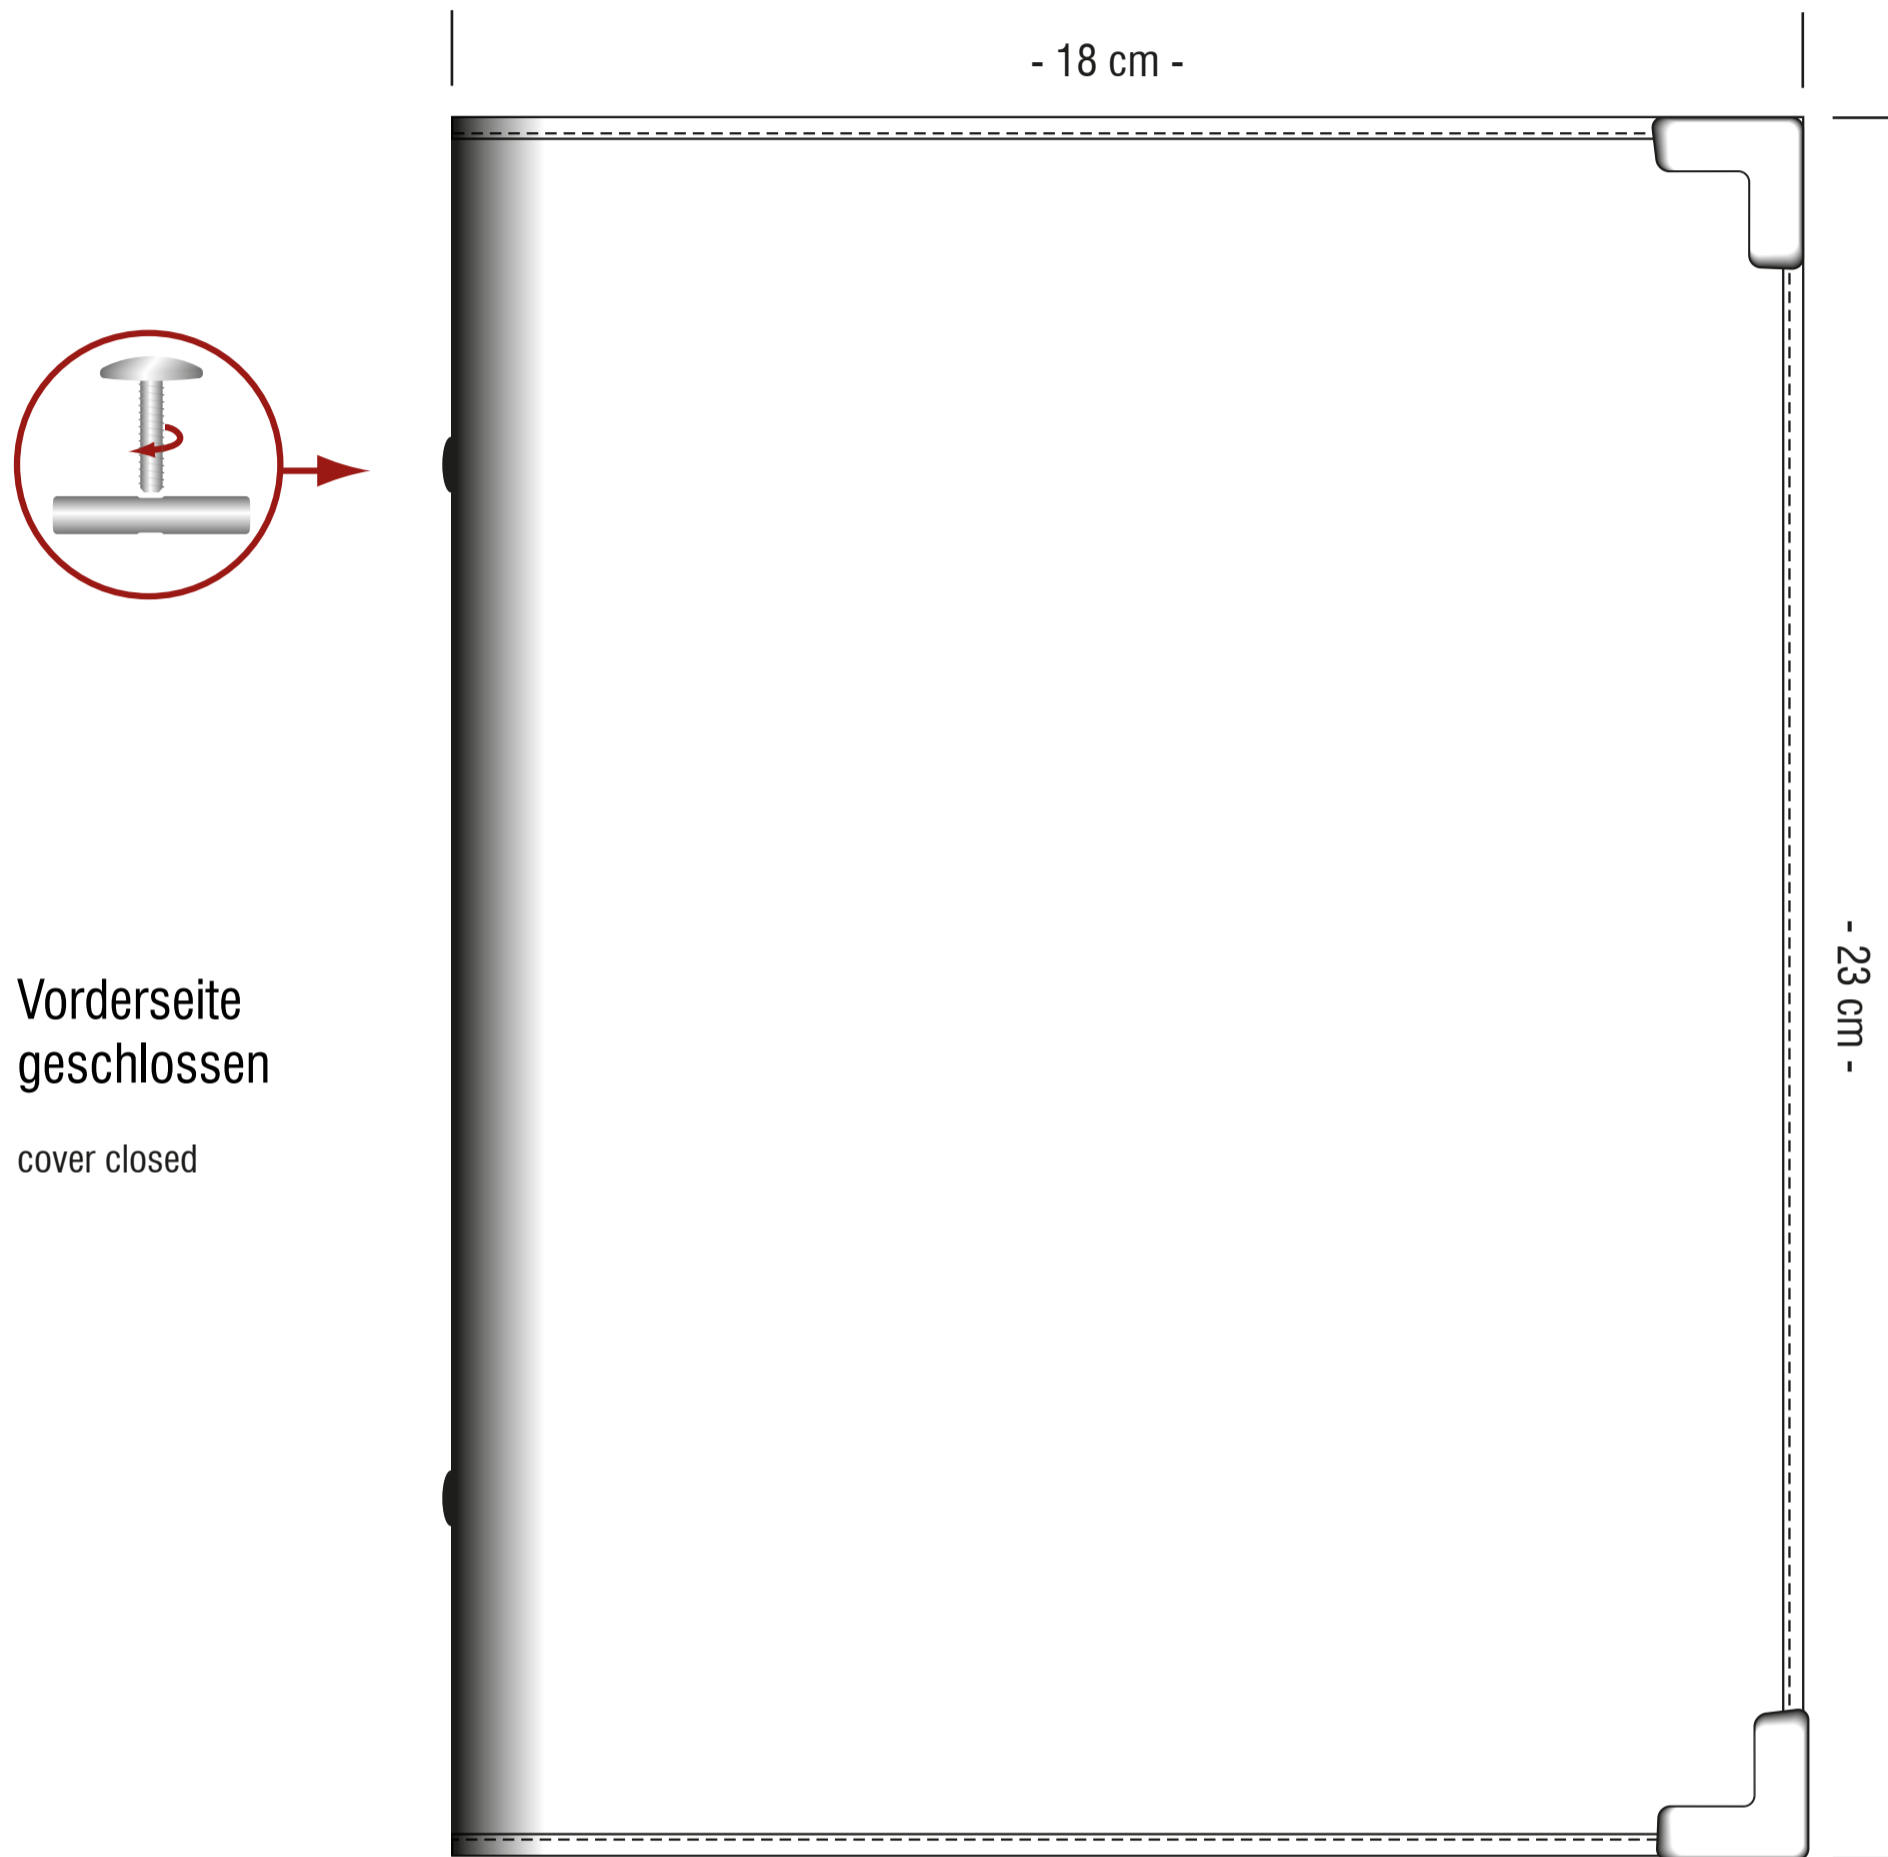 - 18 cm -
- 23 cm -
Vorderseite
geschlossen
cover closed